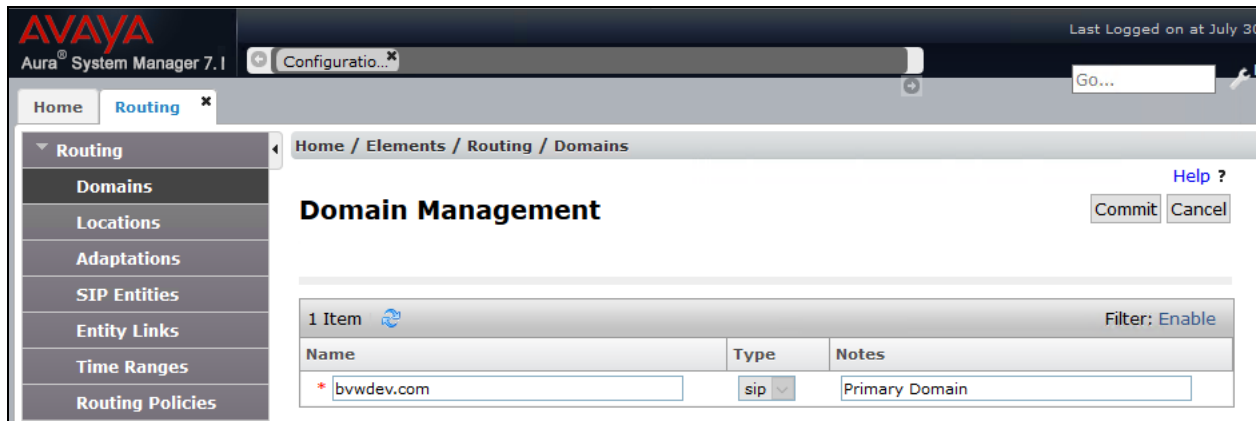 AVAYA
Last Logged on at July 30
Aura® System Manager 7.1
Configuratio...
Go...
Home Routing
Routing
Home / Elements / Routing / Domains
Domains
Help ?
Locations
Domain Management
Commit Cancel
Adaptations
SIP Entities
1 Item Filter: Enable
Entity Links
Name Type Notes
Time Ranges
* bvwdev.com sip Primary Domain
Routing Policies